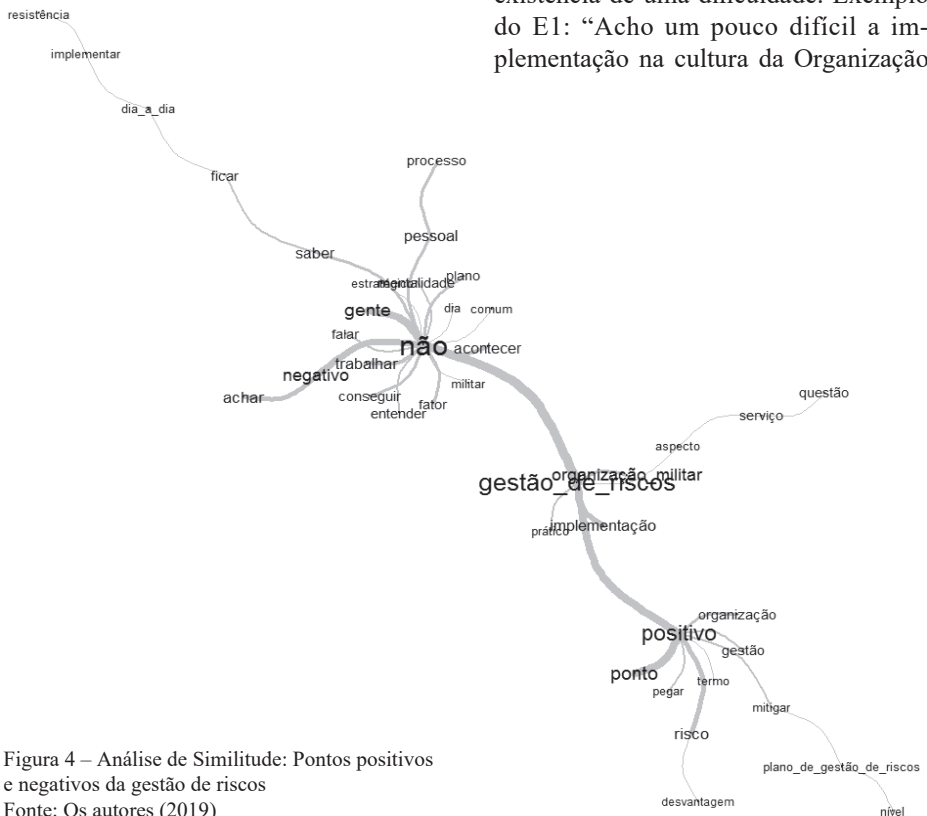 existência de uma dificuldade. Exemplo
do E1: “Acho um pouco difícil a im-
plementação na cultura da Organização
resistência
implementar
dia_a_dia
ficar
saber
processo
pessoal
mentalidade
plano
gente
dia
comum
falar
não
acontecer
trabalhar
negativo
militar
achar
conseguir
fator
entender
questão
serviço
aspecto
organização_militar
gestão_de_riscos
implementação
prático
organização
positivo
gestão
ponto
termo
pegar
mitigar
risco
plano_de_gestão_de_riscos
desvantagem
nível
Figura 4 – Análise de Similitude: Pontos positivos
e negativos da gestão de riscos
Fonte: Os autores (2019)